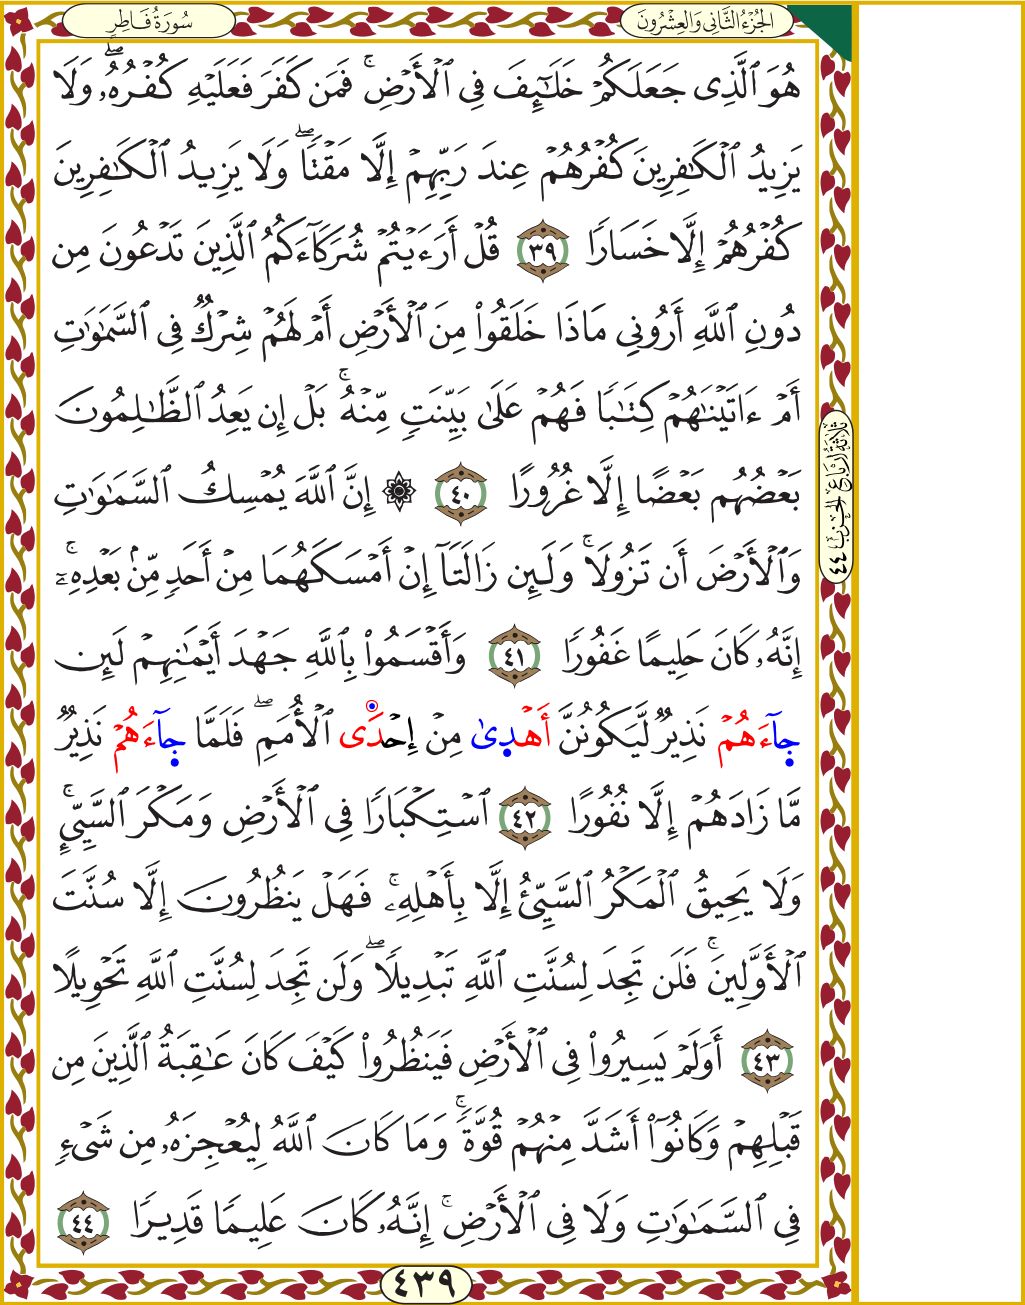 الجُزْءُ الثَّانِي وَالعِشْرُونَ
سُورَةُ فَاطِرٍ
هُوَ ٱلَّذِى جَعَلَكُمْ خَلَـٰٓئِفَ فِى ٱلْأَرْضِ ۚ فَمَن كَفَرَ فَعَلَيْهِ كُفْرُهُۥ ۖ وَلَا
يَزِيدُ ٱلْكَـٰفِرِينَ كُفْرُهُمْ عِندَ رَبِّهِمْ إِلَّا مَقْتًا ۖ وَلَا يَزِيدُ ٱلْكَـٰفِرِينَ
كُفْرُهُمْ إِلَّا خَسَارًا ٣٩ قُلْ أَرَءَيْتُمْ شُرَكَآءَكُمُ ٱلَّذِينَ تَدْعُونَ مِن
دُونِ ٱللَّهِ أَرُونِى مَاذَا خَلَقُوا۟ مِنَ ٱلْأَرْضِ أَمْ لَهُمْ شِرْكٌ فِى ٱلسَّمَـٰوَٰتِ
أَمْ ءَاتَيْنَـٰهُمْ كِتَـٰبًا فَهُمْ عَلَىٰ بَيِّنَتٍ مِّنْهُ ۚ بَلْ إِن يَعِدُ ٱلظَّـٰلِمُونَ
بَعْضُهُم بَعْضًا إِلَّا غُرُورًا ٤٠ ۞ إِنَّ ٱللَّهَ يُمْسِكُ ٱلسَّمَـٰوَٰتِ
وَٱلْأَرْضَ أَن تَزُولَا ۚ وَلَئِن زَالَتَآ إِنْ أَمْسَكَهُمَا مِنْ أَحَدٍ مِّنۢ بَعْدِهِۦٓ ۚ
إِنَّهُۥ كَانَ حَلِيمًا غَفُورًا ٤١ وَأَقْسَمُوا۟ بِٱللَّهِ جَهْدَ أَيْمَـٰنِهِمْ لَئِن
جَآءَهُمْ نَذِيرٌ لَّيَكُونُنَّ أَهْدَىٰ مِنْ إِحْدَى ٱلْأُمَمِ ۖ فَلَمَّا جَآءَهُمْ نَذِيرٌ
مَّا زَادَهُمْ إِلَّا نُفُورًا ٤٢ ٱسْتِكْبَارًا فِى ٱلْأَرْضِ وَمَكْرَ ٱلسَّيِّئِ ۚ
وَلَا يَحِيقُ ٱلْمَكْرُ ٱلسَّيِّئُ إِلَّا بِأَهْلِهِۦ ۚ فَهَلْ يَنظُرُونَ إِلَّا سُنَّتَ
ٱلْأَوَّلِينَ ۚ فَلَن تَجِدَ لِسُنَّتِ ٱللَّهِ تَبْدِيلًا ۖ وَلَن تَجِدَ لِسُنَّتِ ٱللَّهِ تَحْوِيلًا
٤٣ أَوَلَمْ يَسِيرُوا۟ فِى ٱلْأَرْضِ فَيَنظُرُوا۟ كَيْفَ كَانَ عَـٰقِبَةُ ٱلَّذِينَ مِن
قَبْلِهِمْ وَكَانُوٓا۟ أَشَدَّ مِنْهُمْ قُوَّةً ۚ وَمَا كَانَ ٱللَّهُ لِيُعْجِزَهُۥ مِن شَىْءٍ
فِى ٱلسَّمَـٰوَٰتِ وَلَا فِى ٱلْأَرْضِ ۚ إِنَّهُۥ كَانَ عَلِيمًا قَدِيرًا ٤٤
ثَلَاثَةُ أَرْبَاعِ الحِزْبِ ٤٤
٤٣٩